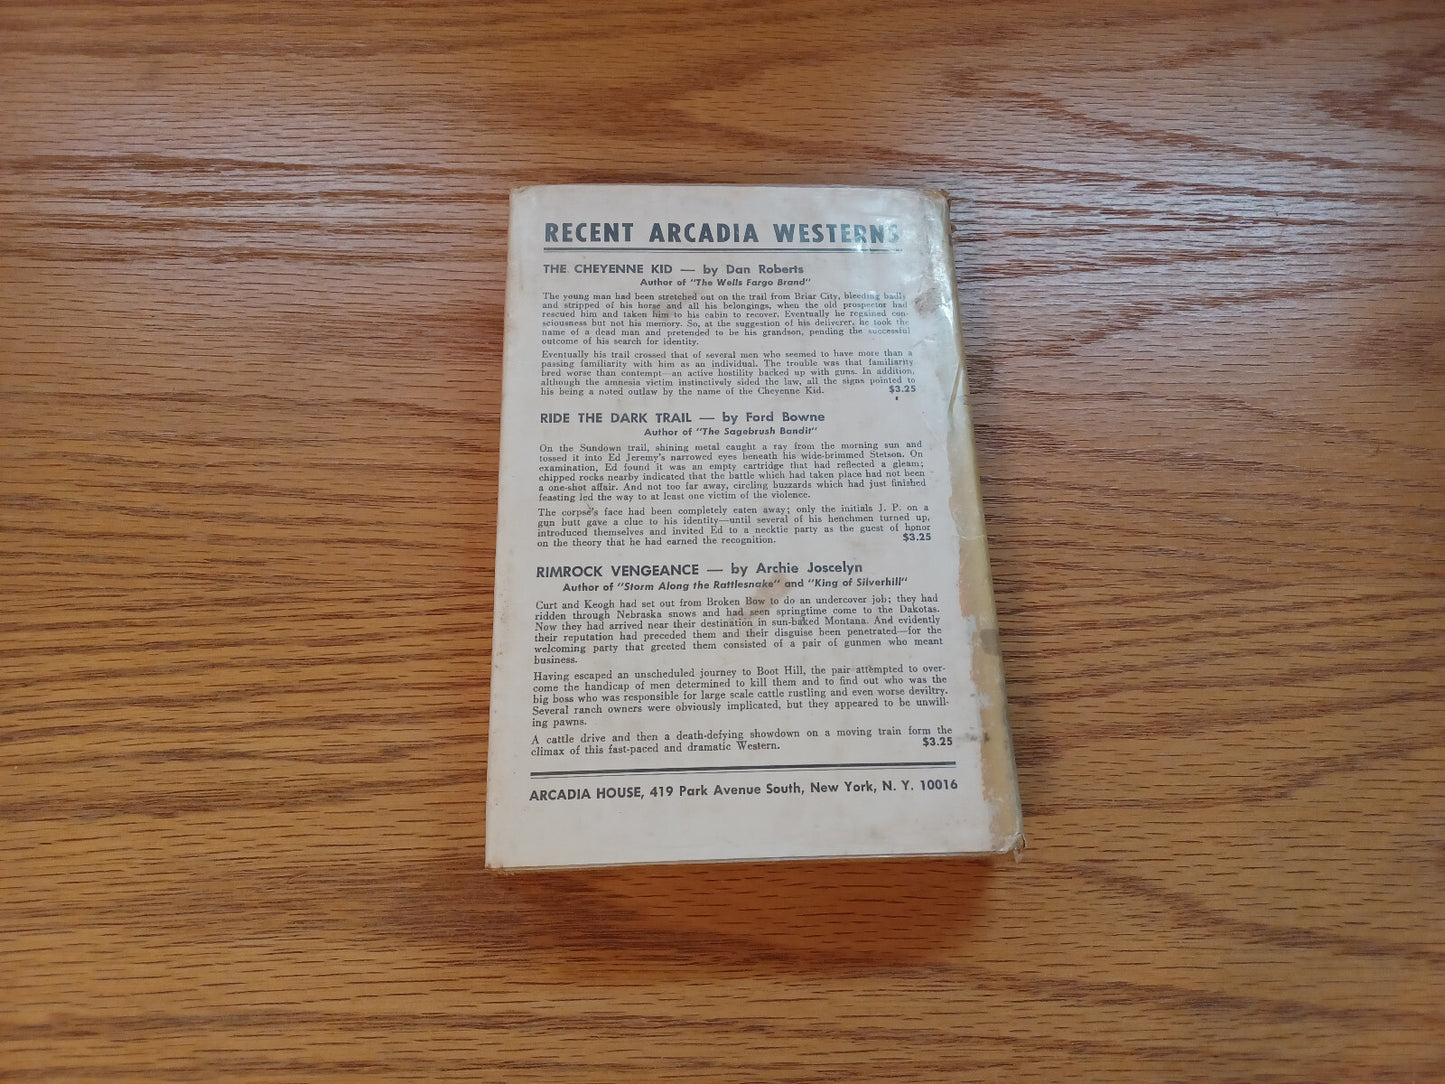 RECENT ARCADIA WESTERNS
THE CHEYENNE KID — by Dan Roberts
Author of "The Wells Fargo Brand"
The young man had been stretched out on the trail from Briar City, bleeding badly
and stripped of his horse and all his belongings, when the old prospector had
rescued him and taken him to his cabin to recover. Eventually he regained con-
sciousness but not his memory. So, at the suggestion of his deliverer, he took the
name of a dead man and pretended to be his grandson, pending the successful
outcome of his search for identity.
Eventually his trail crossed that of several men who seemed to have more than a
passing familiarity with him as an individual. The trouble was that familiarity
bred worse than contempt—an active hostility backed up with guns. In addition,
although the amnesia victim instinctively sided the law, all the signs pointed to
his being a noted outlaw by the name of the Cheyenne Kid. $3.25
RIDE THE DARK TRAIL — by Ford Bowne
Author of "The Sagebrush Bandit"
On the Sundown trail, shining metal caught a ray from the morning sun and
tossed it into Ed Jeremy's narrowed eyes beneath his wide-brimmed Stetson. On
examination, Ed found it was an empty cartridge that had reflected a gleam;
chipped rocks nearby indicated that the battle which had taken place had not been
a one-shot affair. And not too far away, circling buzzards which had just finished
feasting led the way to at least one victim of the violence.
The corpse's face had been completely eaten away; only the initials J. P. on a
gun butt gave a clue to his identity—until several of his henchmen turned up,
introduced themselves and invited Ed to a necktie party as the guest of honor
on the theory that he had earned the recognition. $3.25
RIMROCK VENGEANCE — by Archie Joscelyn
Author of "Storm Along the Rattlesnake" and "King of Silverhill"
Curt and Keogh had set out from Broken Bow to do an undercover job; they had
ridden through Nebraska snows and had seen springtime come to the Dakotas.
Now they had arrived near their destination in sun-baked Montana. And evidently
their reputation had preceded them and their disguise been penetrated—for the
welcoming party that greeted them consisted of a pair of gunmen who meant
business.
Having escaped an unscheduled journey to Boot Hill, the pair attempted to over-
come the handicap of men determined to kill them and to find out who was the
big boss who was responsible for large scale cattle rustling and even worse deviltry.
Several ranch owners were obviously implicated, but they appeared to be unwill-
ing pawns.
A cattle drive and then a death-defying showdown on a moving train form the
climax of this fast-paced and dramatic Western. $3.25
ARCADIA HOUSE, 419 Park Avenue South, New York, N. Y. 10016